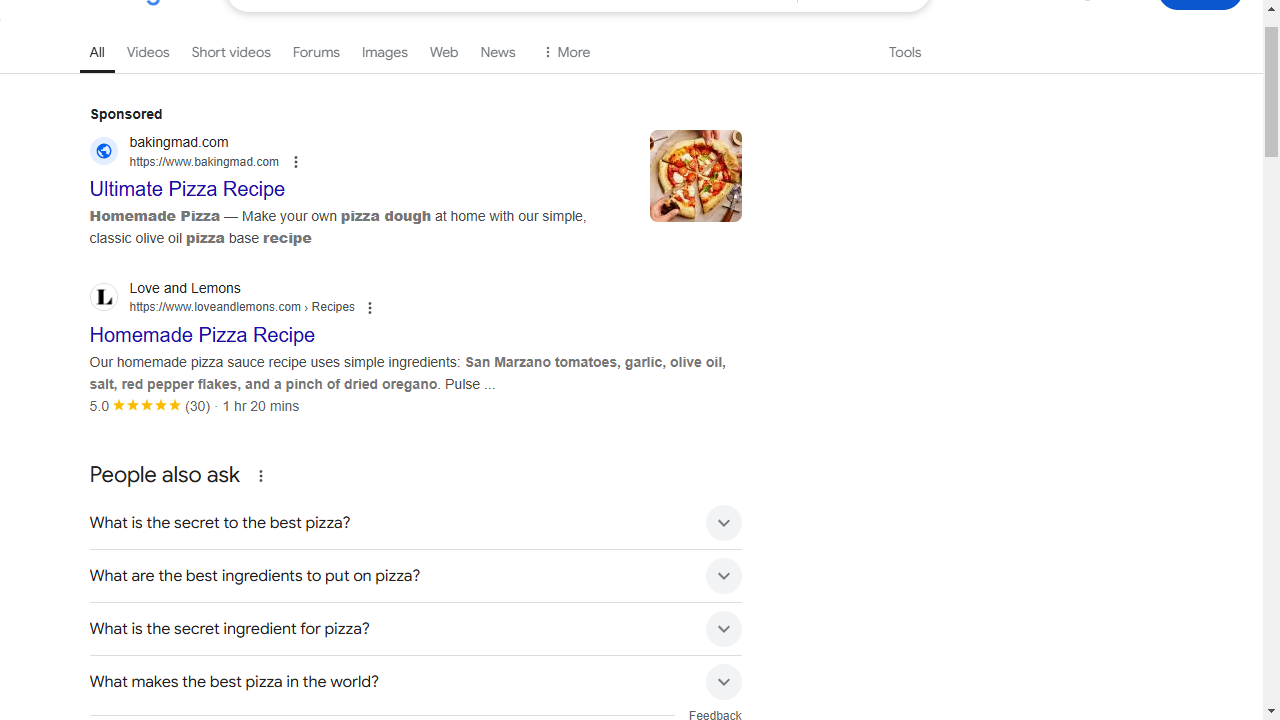 All Videos Short videos Forums Images Web News More Tools
Sponsored
bakingmad.com
https://www.bakingmad.com
Ultimate Pizza Recipe
Homemade Pizza — Make your own pizza dough at home with our simple,
classic olive oil pizza base recipe
L
Love and Lemons
https://www.loveandlemons.com › Recipes
Homemade Pizza Recipe
Our homemade pizza sauce recipe uses simple ingredients: San Marzano tomatoes, garlic, olive oil,
salt, red pepper flakes, and a pinch of dried oregano. Pulse ...
5.0 ★★★★★ (30) · 1 hr 20 mins
People also ask
What is the secret to the best pizza?
What are the best ingredients to put on pizza?
What is the secret ingredient for pizza?
What makes the best pizza in the world?
Feedback